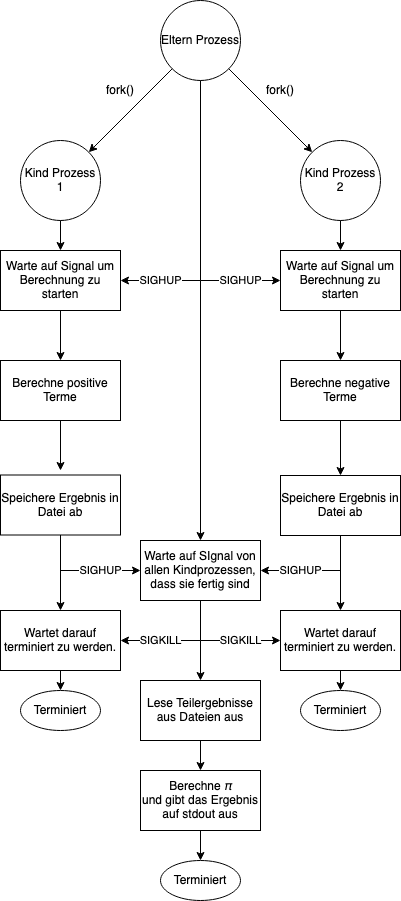 Eltern Prozess
fork()
fork()
Kind Prozess
1
Kind Prozess
2
Warte auf Signal um
Berechnung zu
starten
SIGHUP
SIGHUP
Warte auf Signal um
Berechnung zu
starten
Berechne positive
Terme
Berechne negative
Terme
Speichere Ergebnis in
Datei ab
Speichere Ergebnis in
Datei ab
SIGHUP
Warte auf SIgnal von
allen Kindprozessen,
dass sie fertig sind
SIGHUP
Wartet darauf
terminiert zu werden.
SIGKILL
SIGKILL
Wartet darauf
terminiert zu werden.
Terminiert
Terminiert
Lese Teilergebnisse
aus Dateien aus
Berechne π
und gibt das Ergebnis
auf stdout aus
Terminiert